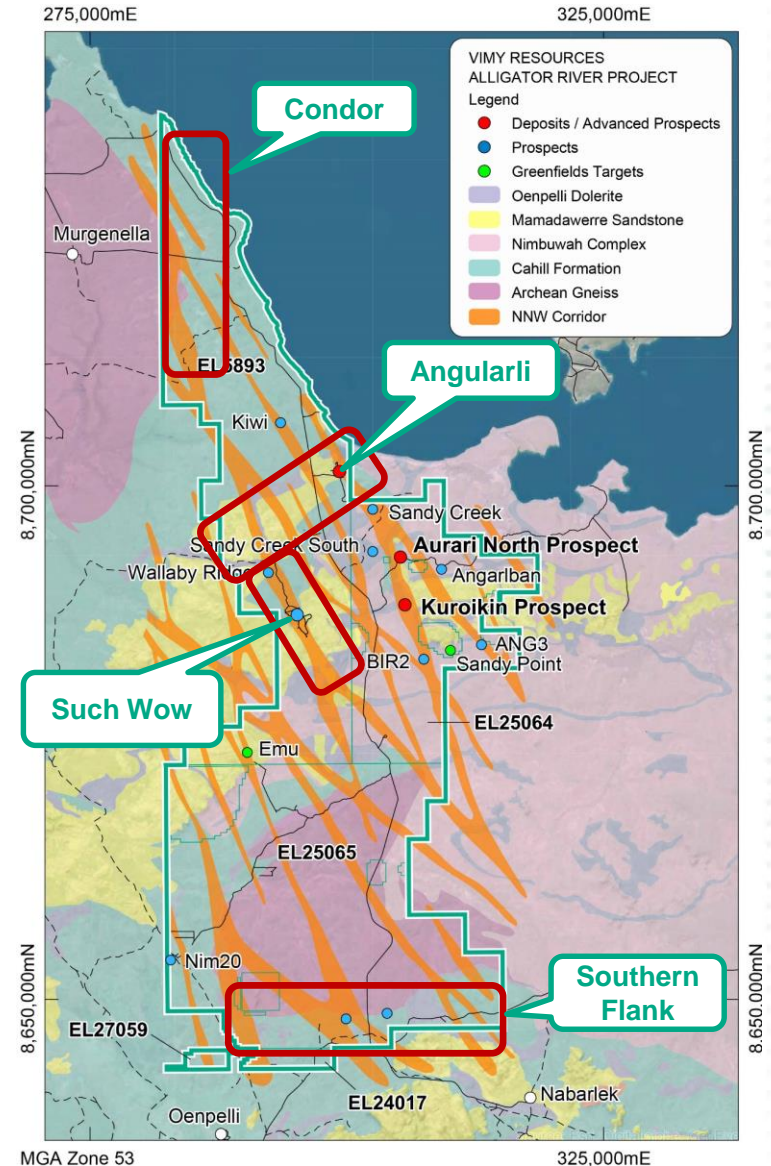 275,000mE
325,000mE
VIMY RESOURCES
ALLIGATOR RIVER PROJECT
Legend
Deposits / Advanced Prospects
Prospects
Greenfields Targets
Oenpelli Dolerite
Mamadawerre Sandstone
Nimbuwah Complex
Cahill Formation
Archean Gneiss
NNW Corridor
Condor
Murgenella
EL5893
Angularli
Kiwi
8,700,000mN
8,700,000mN
Sandy Creek
Sandy Creek South
Aurari North Prospect
Wallaby Ridge
Angarlban
Kuroikin Prospect
ANG3
BIR2
Sandy Point
Such Wow
EL25064
Emu
EL25065
Nim20
Southern
Flank
8,650,000mN
8,650,000mN
EL27059
EL24017
Nabarlek
Oenpelli
MGA Zone 53
325,000mE